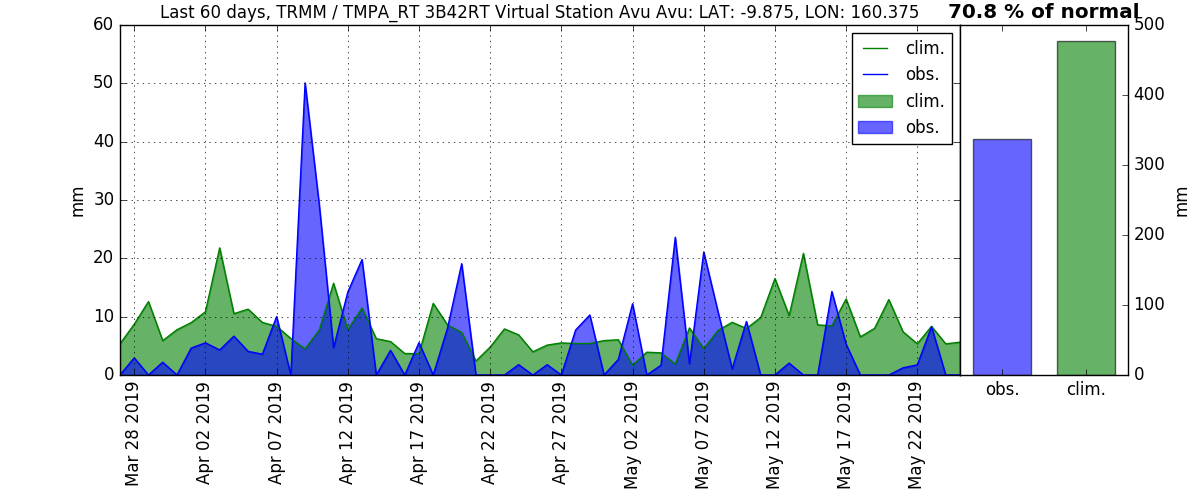 Last 60 days, TRMM / TMPA_RT 3B42RT Virtual Station Avu Avu: LAT: -9.875, LON: 160.375
70.8 % of normal
60
50
40
30
20
10
0
mm
clim.
obs.
clim.
obs.
Mar 28 2019
Apr 02 2019
Apr 07 2019
Apr 12 2019
Apr 17 2019
Apr 22 2019
Apr 27 2019
May 02 2019
May 07 2019
May 12 2019
May 17 2019
May 22 2019
500
400
300
200
100
0
mm
obs.
clim.